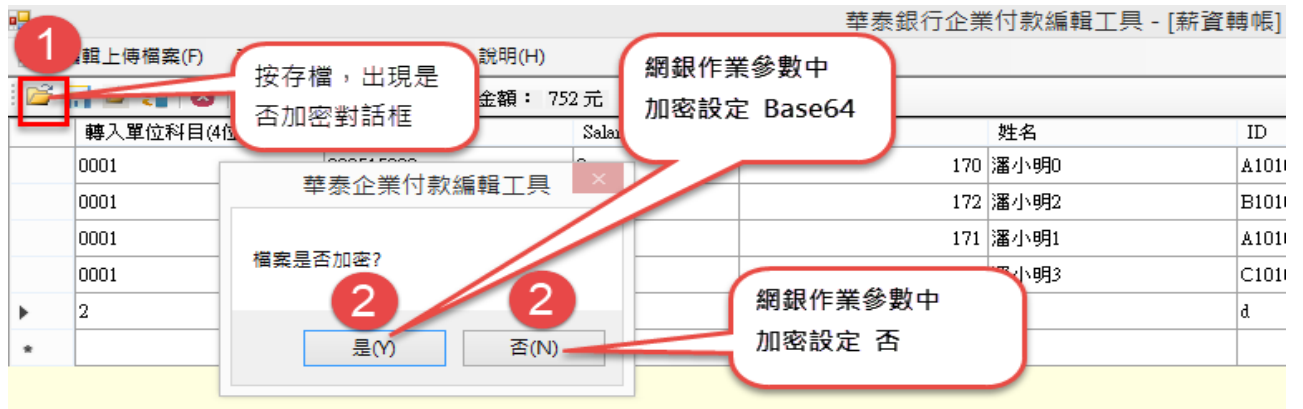 華泰銀行企業付款編輯工具 - [薪資轉帳]
1
輯上傳檔案(F)
說明(H)
按存檔，出現是
否加密對話框
網銀作業參數中
加密設定 Base64
金額： 752 元
轉入單位科目(4位
姓名
ID
0001
170
潘小明0
A101
0001
172
潘小明2
B101
0001
171
潘小明1
A101
0001
小明3
C101
2
d
*
華泰企業付款編輯工具
檔案是否加密?
2
2
是(Y)
否(N)
網銀作業參數中
加密設定 否